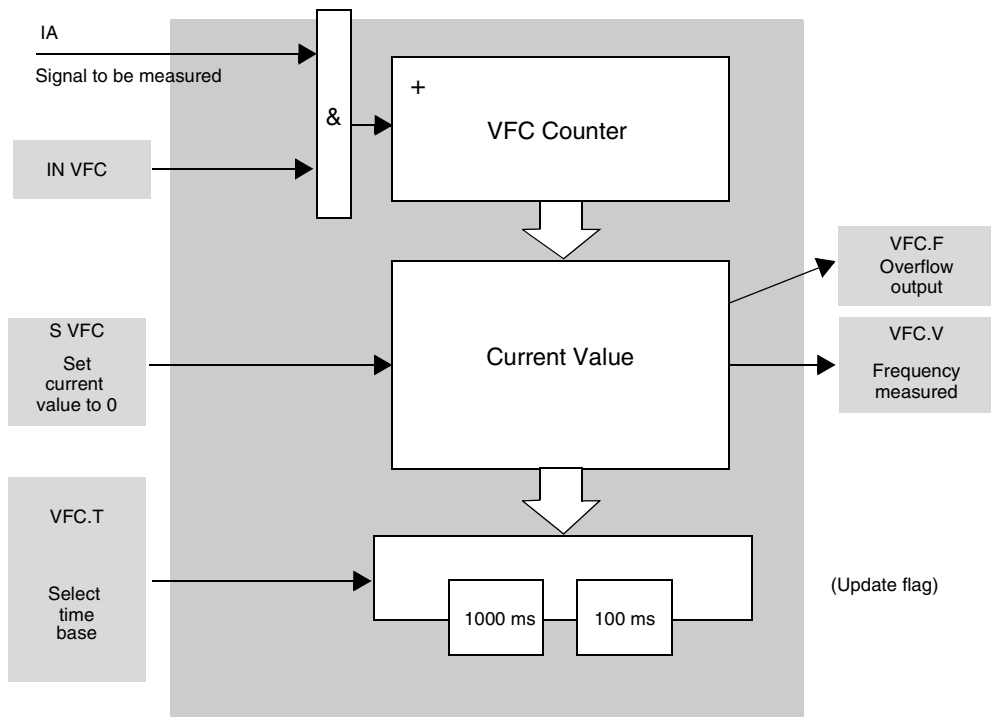 IA
Signal to be measured
&
+
VFC Counter
IN VFC
VFC.F
Overflow
output
S VFC
Set
current
value to 0
Current Value
VFC.V
Frequency
measured
VFC.T
Select
time
base
1000 ms
100 ms
(Update flag)